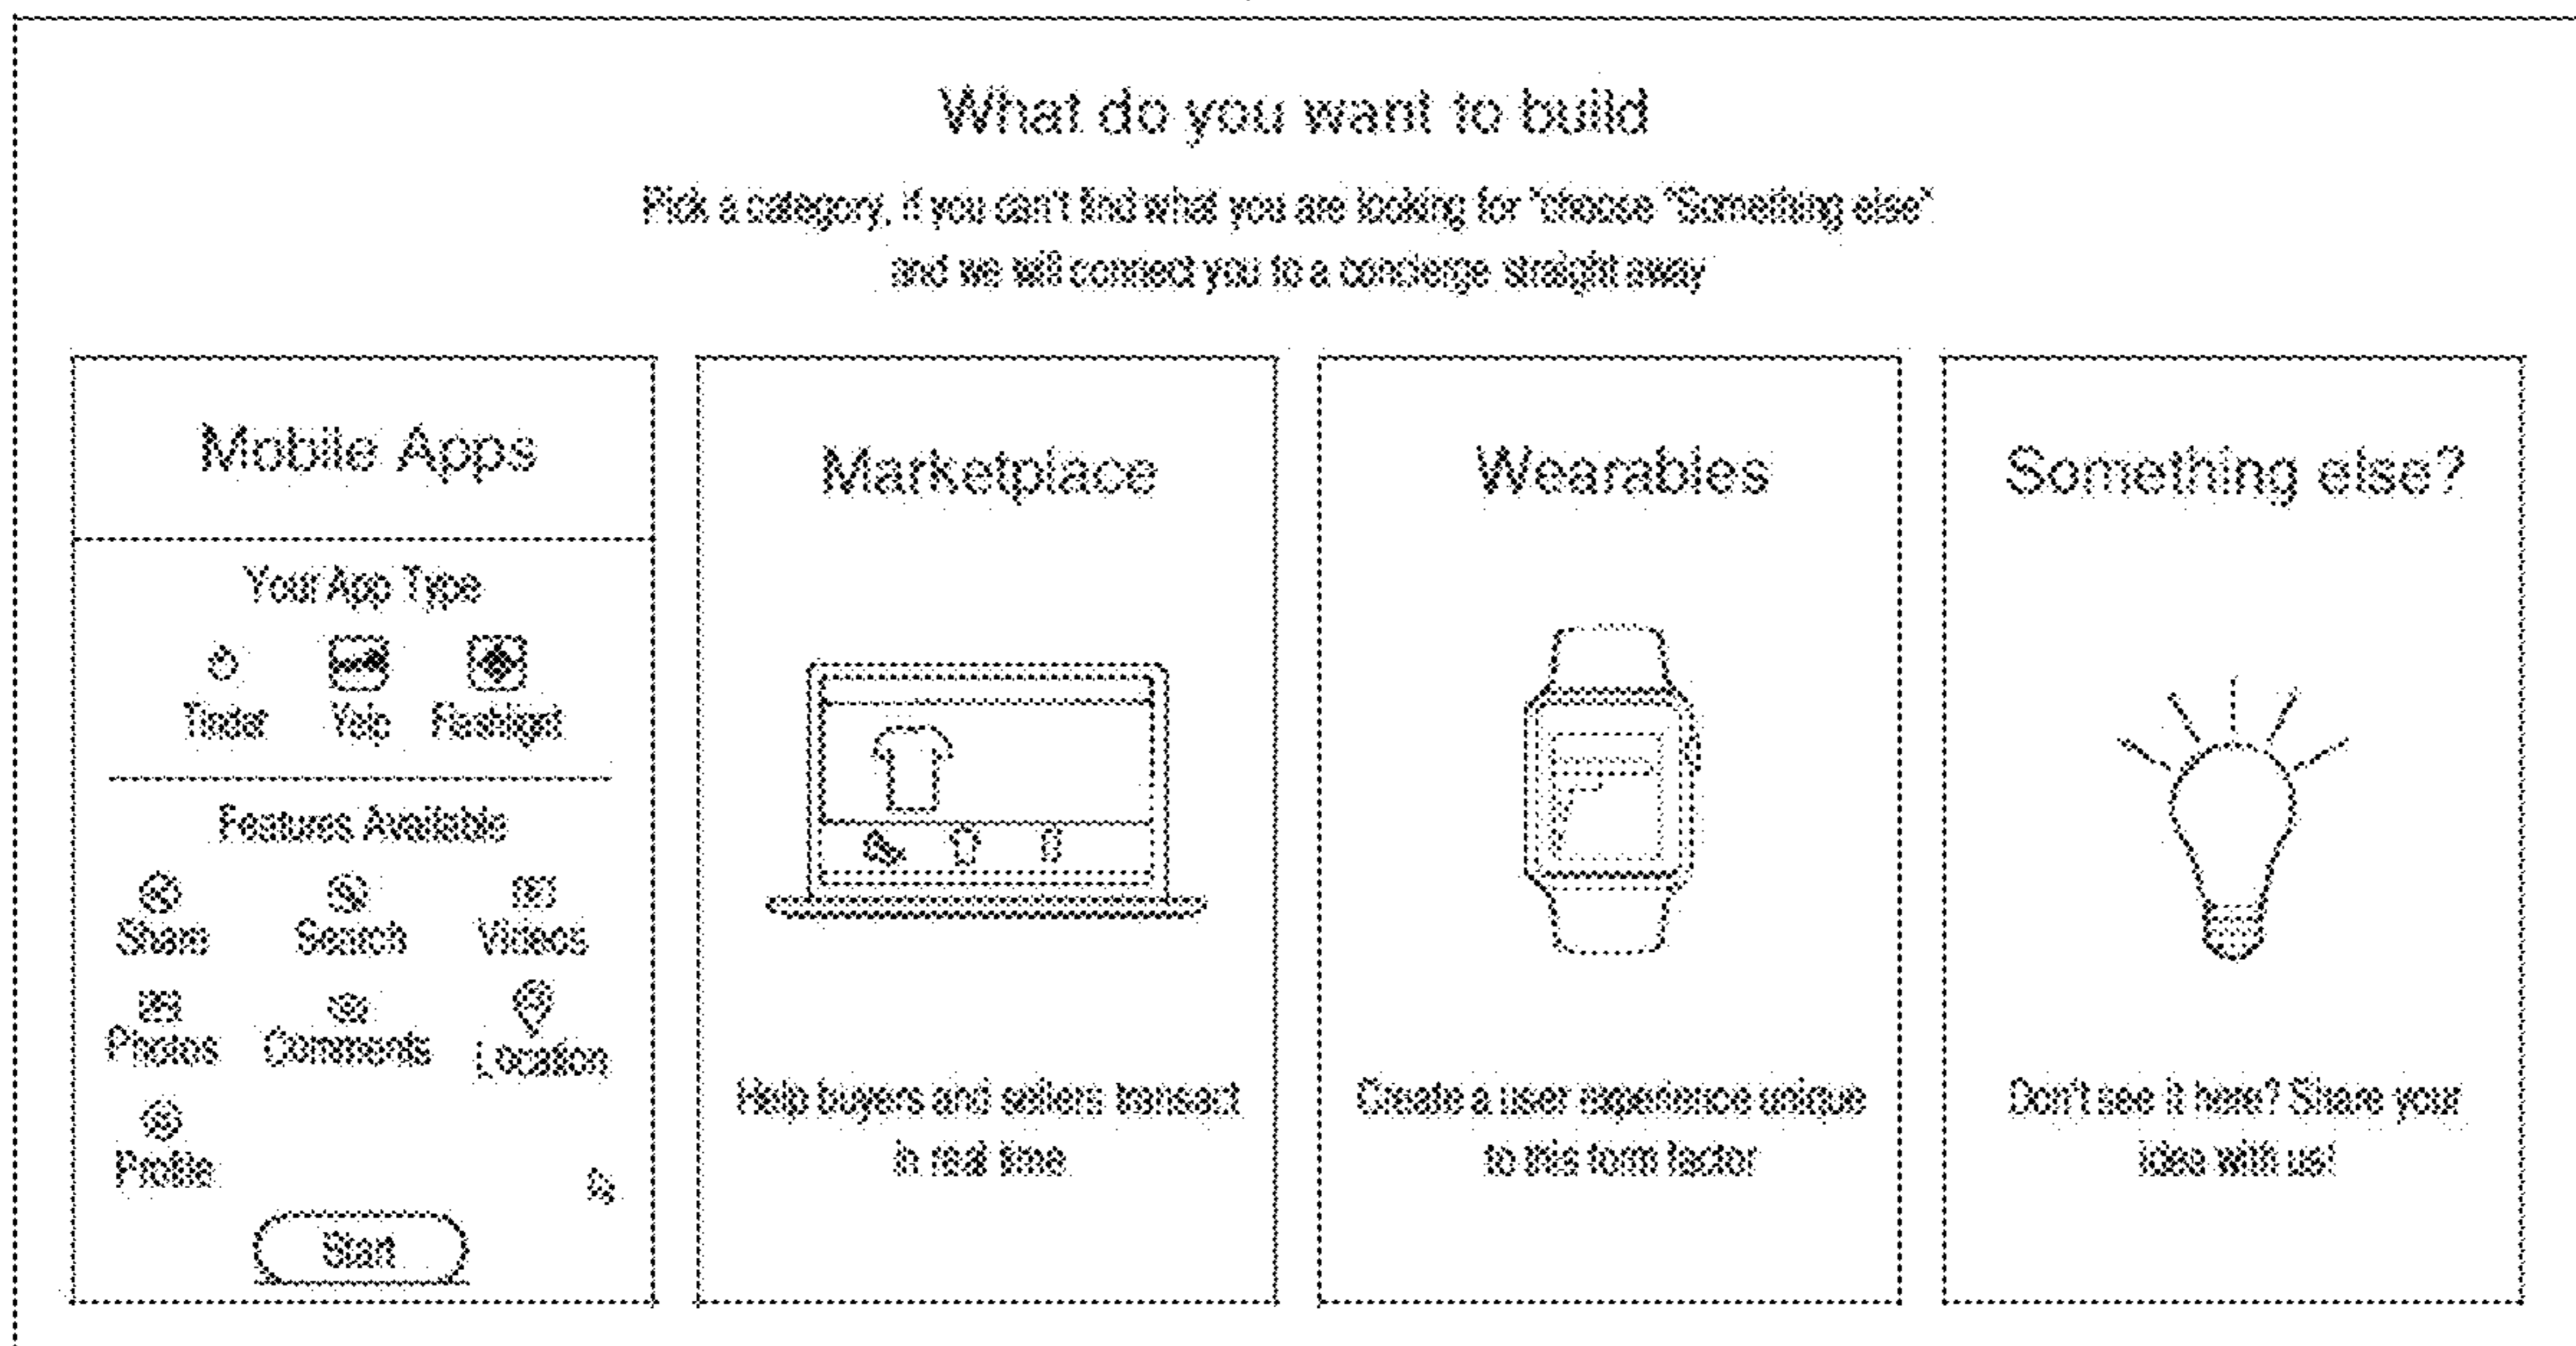 What do you want to build
Pick a category, if you can't find what you are looking for "choose "Something else"
and we will connect you to a concierge straight away
Mobile Apps
Your App Type
Tinder Yelp Flashlight
Features Available
Share Search Videos
Photos Comments Location
Profile
Start
Marketplace
Help buyers and sellers transact
in real time
Wearables
Create a user experience unique
to this form factor
Something else?
Don't see it here? Share your
idea with us!